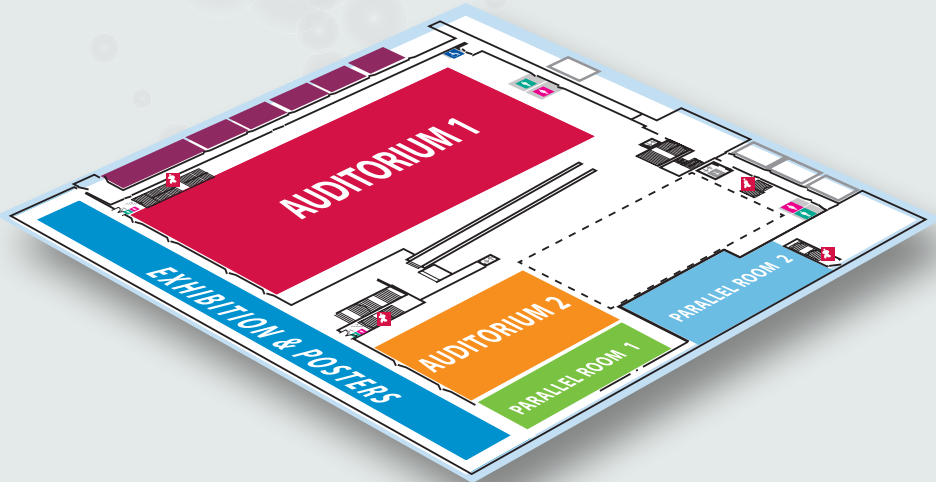 AUDITORIUM 1
EXHIBITION & POSTERS
AUDITORIUM 2
PARALLEL ROOM 1
PARALLEL ROOM 2